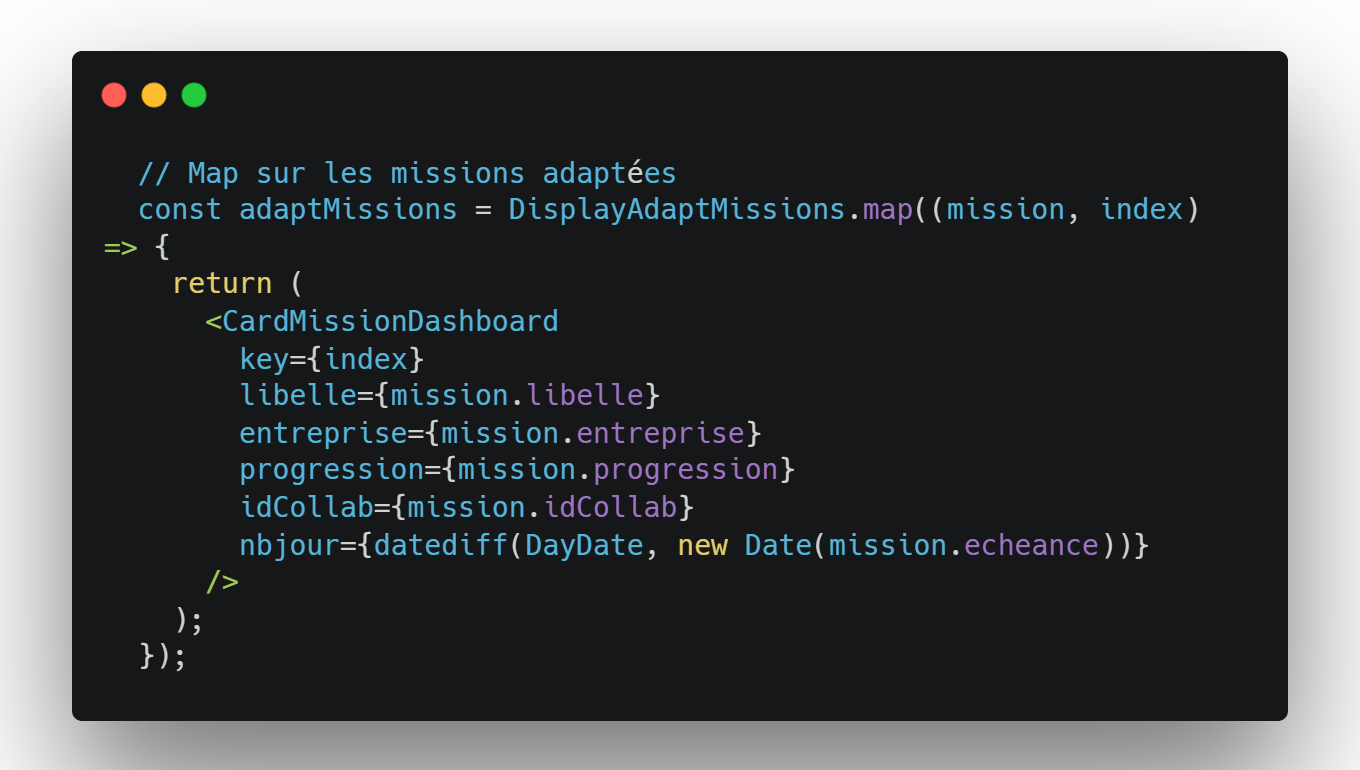 // Map sur les missions adaptées
const adaptMissions = DisplayAdaptMissions.map((mission, index)
=> {
return (
<CardMissionDashboard
key={index}
libelle={mission.libelle}
entreprise={mission.entreprise}
progression={mission.progression}
idCollab={mission.idCollab}
nbjour={datediff(DayDate, new Date(mission.echeance))}
/>
);
});